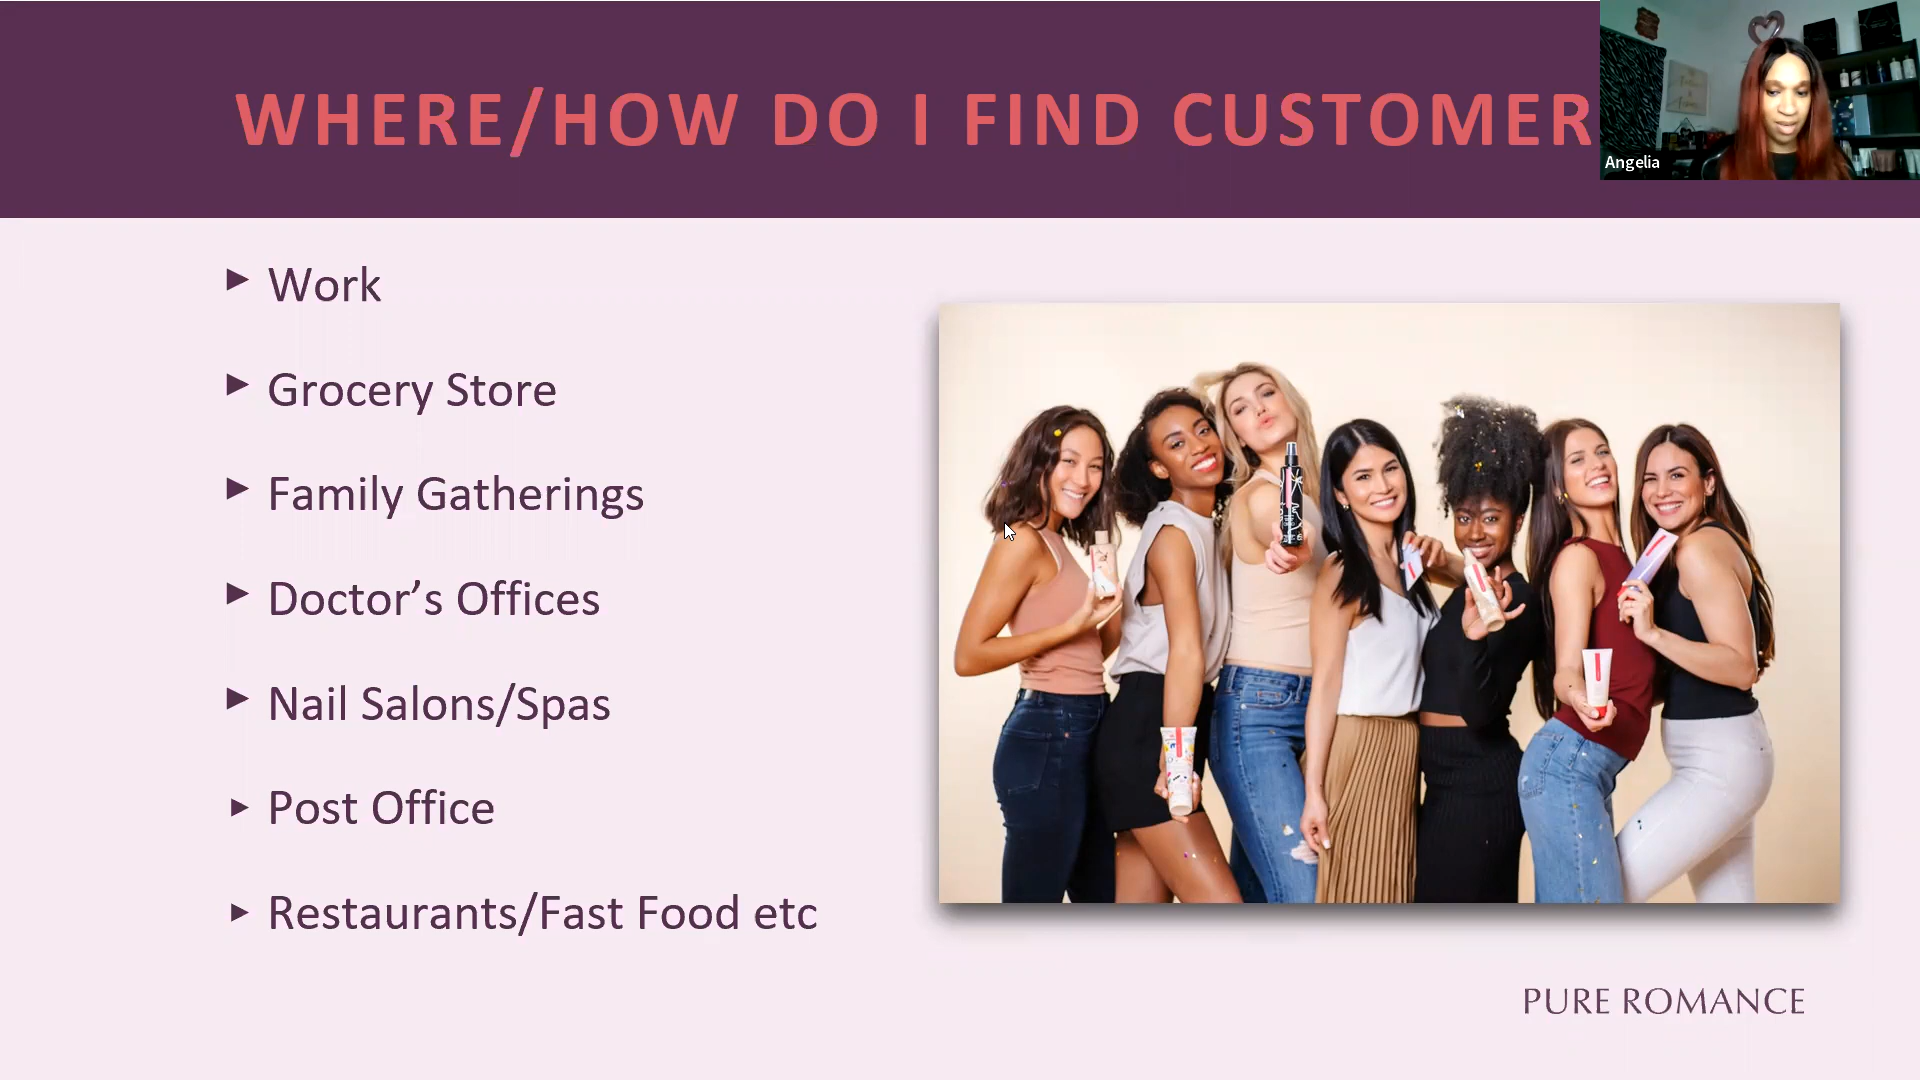 WHERE/HOW DO I FIND CUSTOMER
Angelia
Work
Grocery Store
Family Gatherings
Doctor’s Offices
Nail Salons/Spas
Post Office
Restaurants/Fast Food etc
PURE ROMANCE